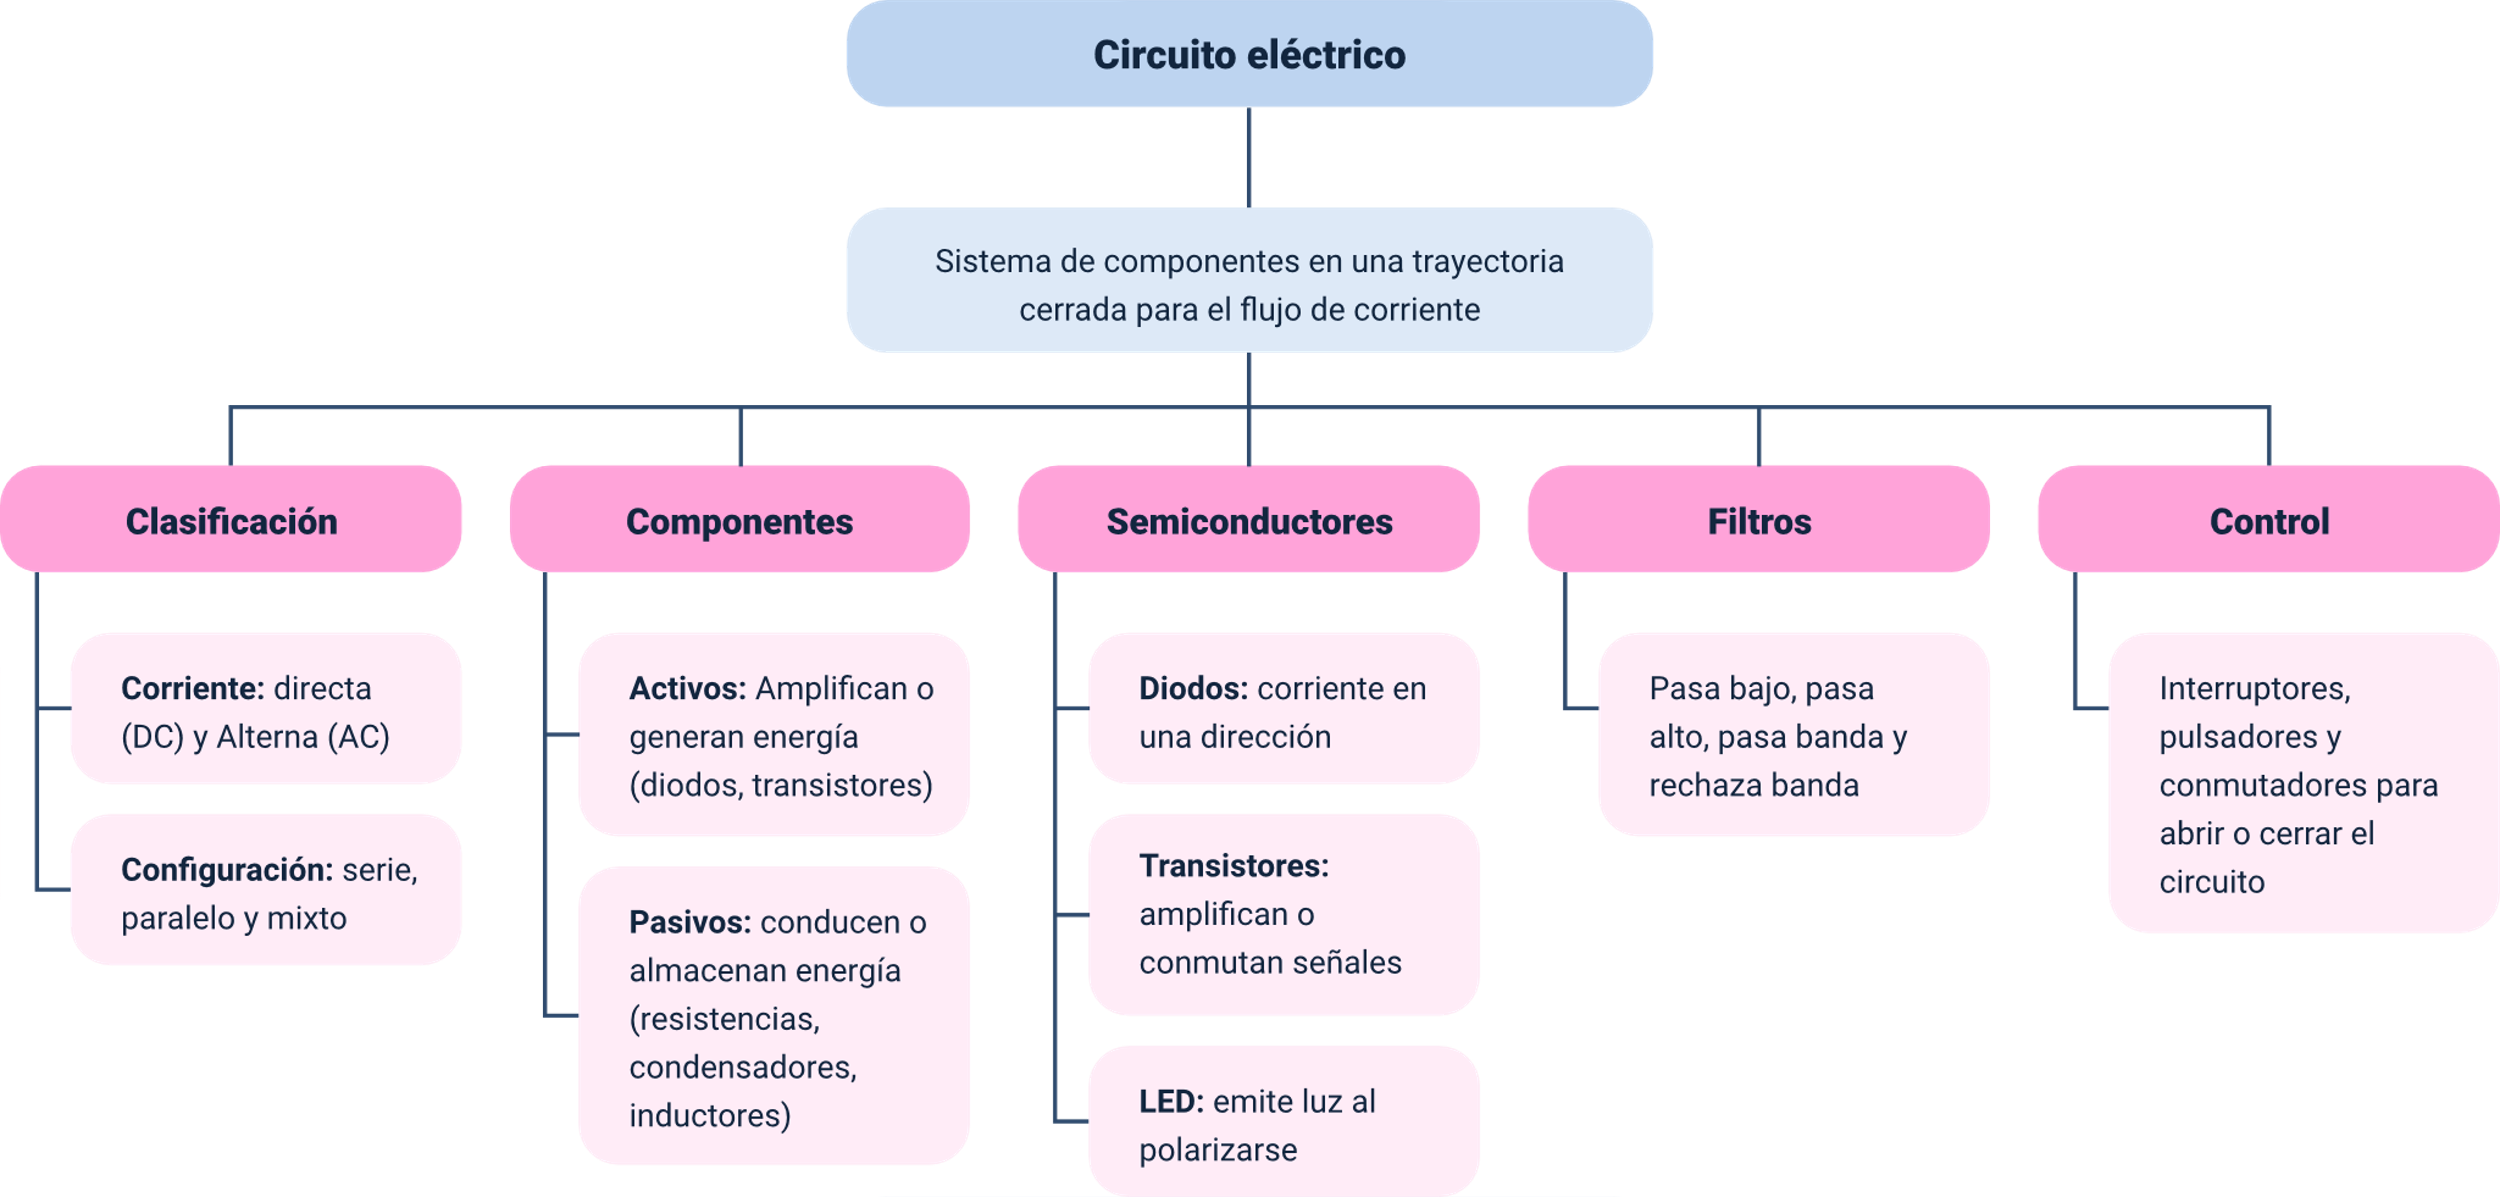 Circuito eléctrico
Sistema de componentes en una trayectoria
cerrada para el flujo de corriente
Clasificación
Corriente: directa
(DC) y Alterna (AC)
Configuración: serie,
paralelo y mixto
Componentes
Activos: Amplifican o
generan energía
(diodos, transistores)
Pasivos: conducen o
almacenan energía
(resistencias,
condensadores,
inductores)
Semiconductores
Diodos: corriente en
una dirección
Transistores:
amplifican o
conmutan señales
LED: emite luz al
polarizarse
Filtros
Pasa bajo, pasa
alto, pasa banda y
rechaza banda
Control
Interruptores,
pulsadores y
conmutadores para
abrir o cerrar el
circuito